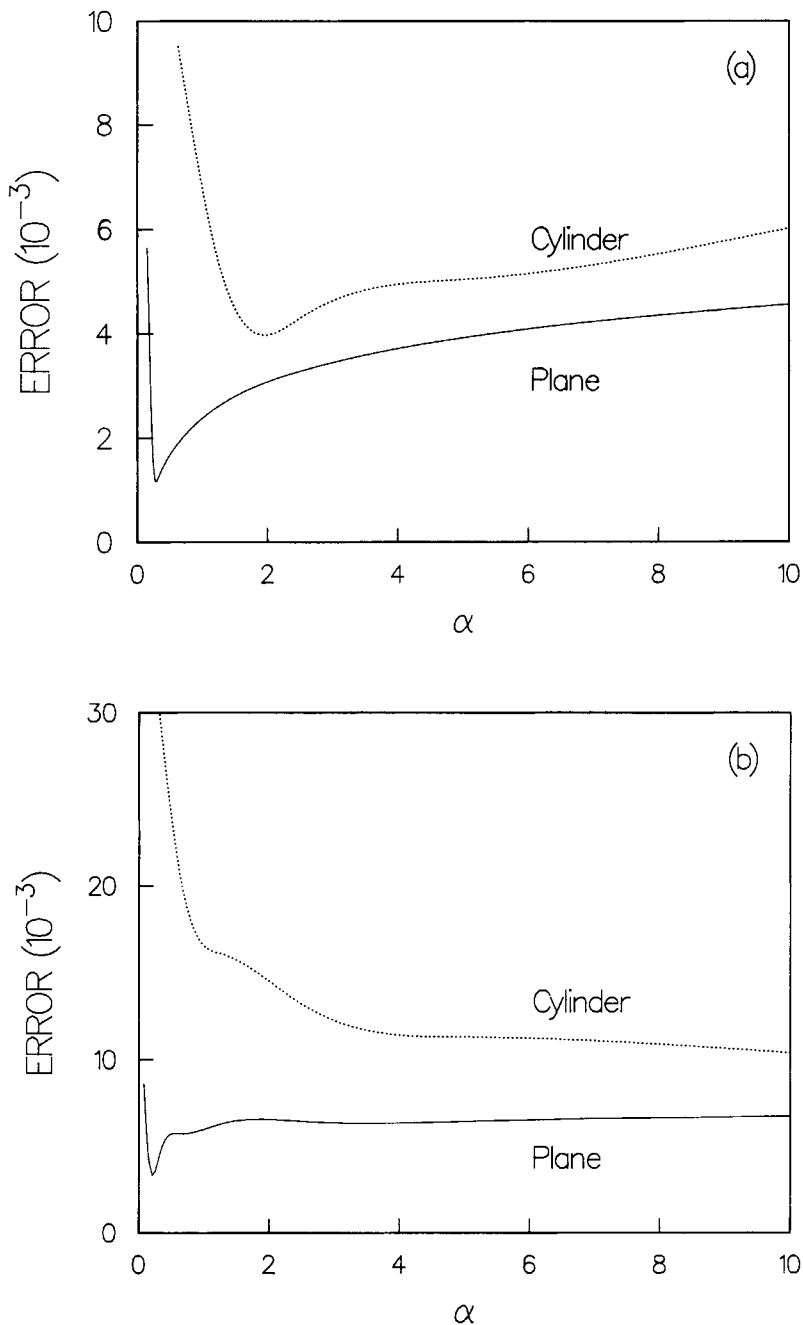 (a)
10
8
6
4
2
0
ERROR (10⁻³)
Cylinder
Plane
0 2 4 6 8 10
α
(b)
30
20
10
0
ERROR (10⁻³)
Cylinder
Plane
0 2 4 6 8 10
α